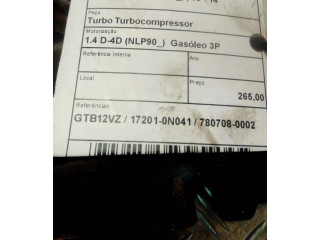 Peça
Turbo Turbocompressor
Motorização
1.4 D-4D (NLP90_) Gasóleo 3P
Referência Interna
Ano
Local
Preço
265,00
Referências
GTB12VZ / 17201-0N041 / 780708-0002